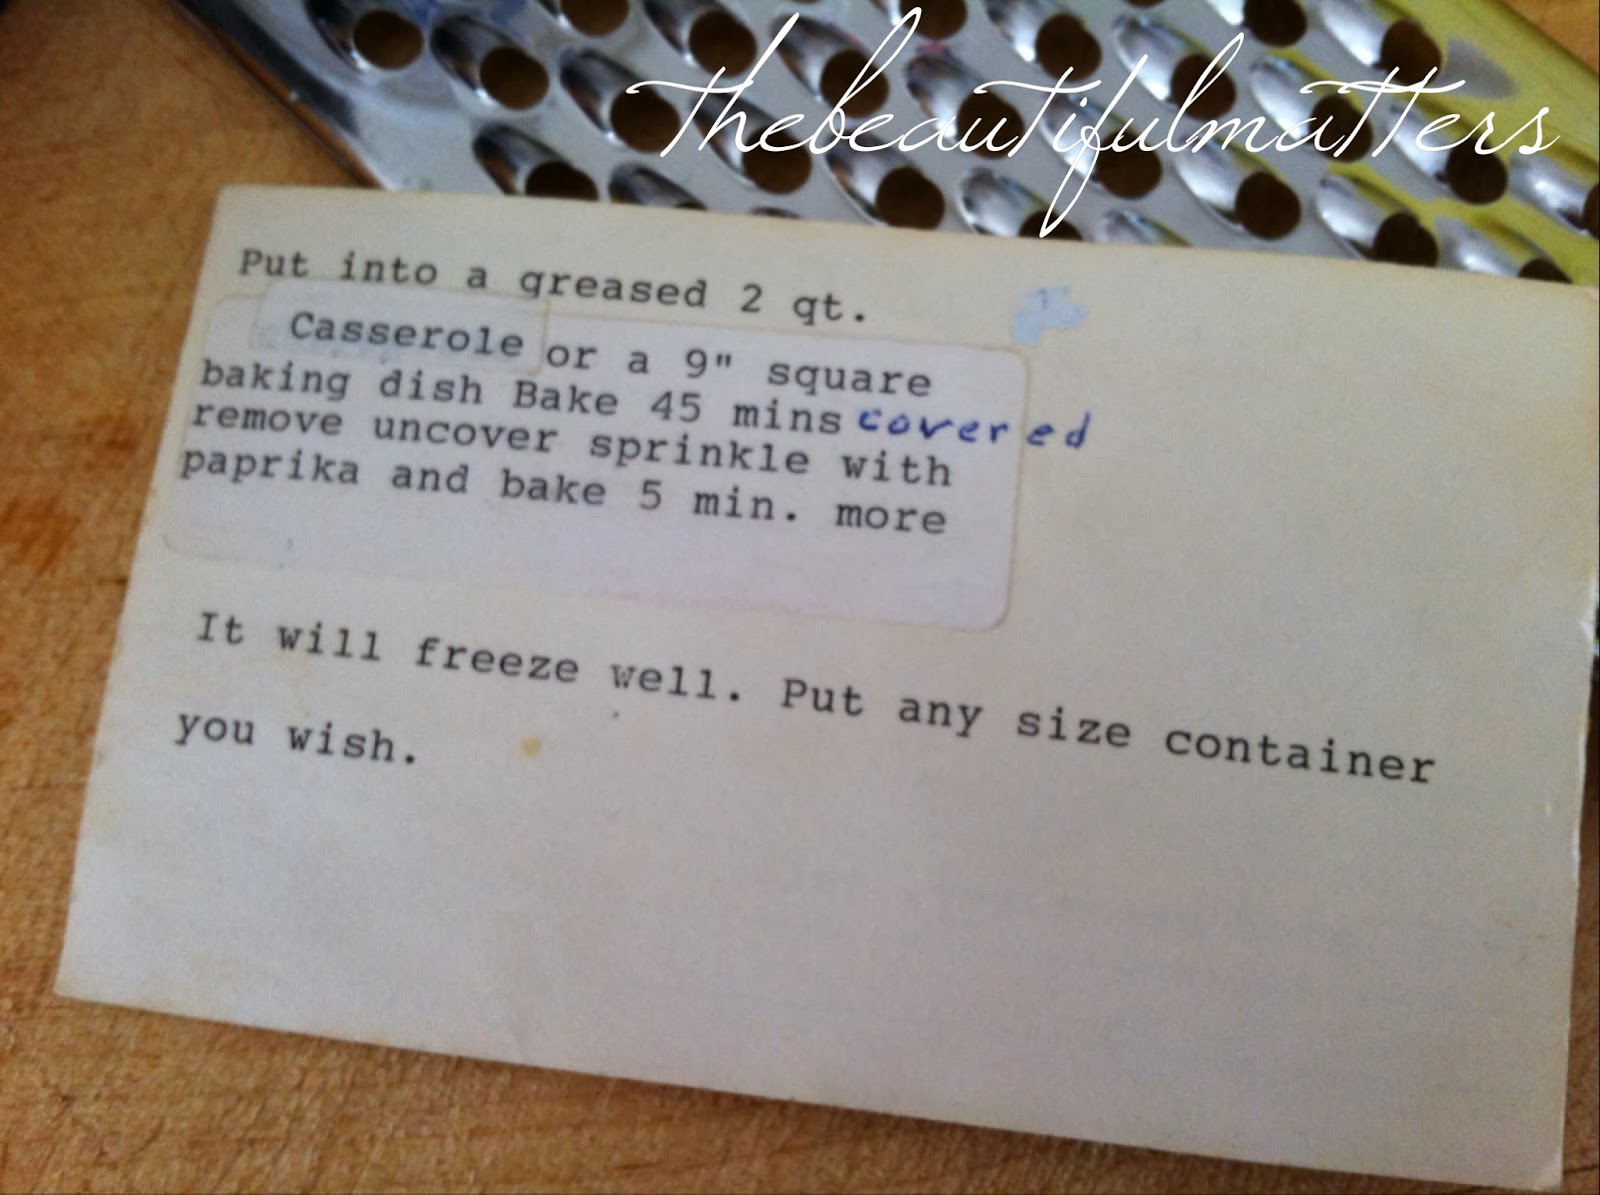 thebeautifulmatters
Put into a greased 2 qt.
Casserole or a 9" square
baking dish Bake 45 mins covered
remove uncover sprinkle with
paprika and bake 5 min. more
It will freeze well. Put any size container
you wish.